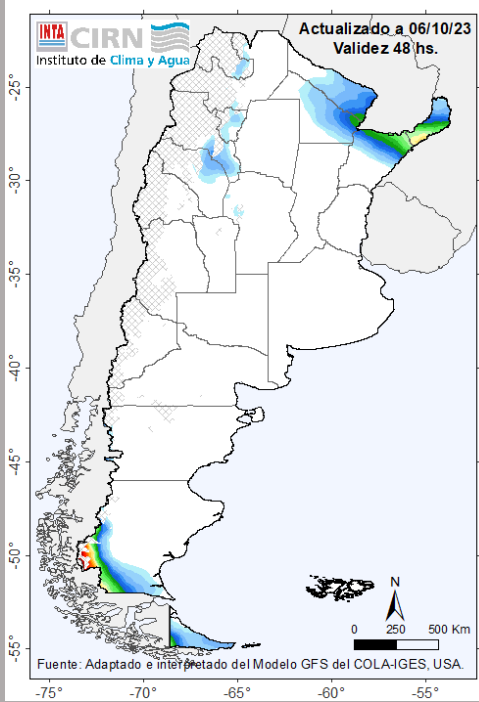 INTA CIRN
Instituto de Clima y Agua
Actualizado a 06/10/23
Validez 48 hs.
-25°
-30°
-35°
-40°
-45°
-50°
-55°
N
0 250 500 Km
Fuente: Adaptado e interpretado del Modelo GFS del COLA-IGES, USA.
-75° -70° -65° -60° -55°